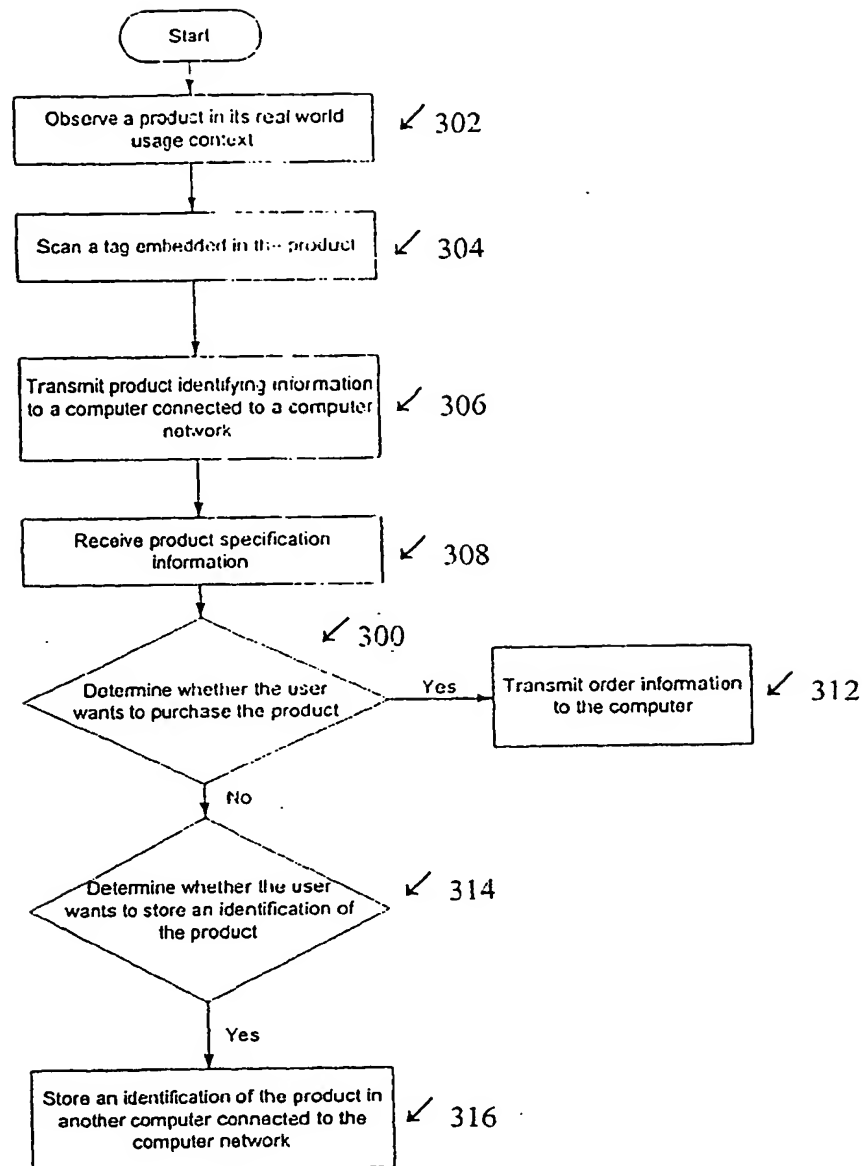 Start
Observe a product in its real world
usage context
302
Scan a tag embedded in the product
304
Transmit product identifying information
to a computer connected to a computer
network
306
Receive product specification
information
308
300
Determine whether the user
wants to purchase the product
Yes
Transmit order information
to the computer
312
No
Determine whether the user
wants to store an identification of
the product
314
Yes
Store an identification of the product in
another computer connected to the
computer network
316